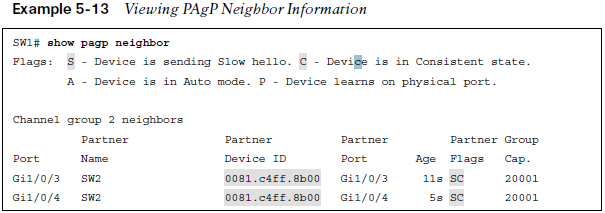 Example 5-13 Viewing PAgP Neighbor Information
SW1# show pagp neighbor
Flags: S - Device is sending Slow hello. C - Device is in Consistent state.
A - Device is in Auto mode. P - Device learns on physical port.
Channel group 2 neighbors
Partner Partner Partner Partner Group
Port Name Device ID Port Age Flags Cap.
Gi1/0/3 SW2 0081.c4ff.8b00 Gi1/0/3 11s SC 20001
Gi1/0/4 SW2 0081.c4ff.8b00 Gi1/0/4 5s SC 20001